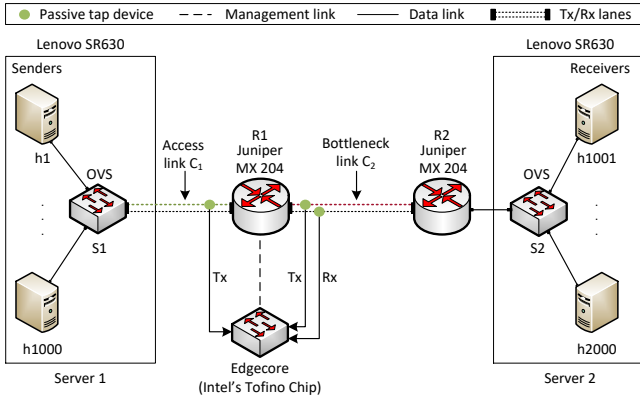 Passive tap device
Management link
Data link
Tx/Rx lanes
Lenovo SR630
Senders
h1
OVS
S1
h1000
Server 1
Access
link C1
R1
Juniper
MX 204
Bottleneck
link C2
R2
Juniper
MX 204
Tx
Tx
Rx
Edgecore
(Intel's Tofino Chip)
Lenovo SR630
Receivers
h1001
OVS
S2
h2000
Server 2